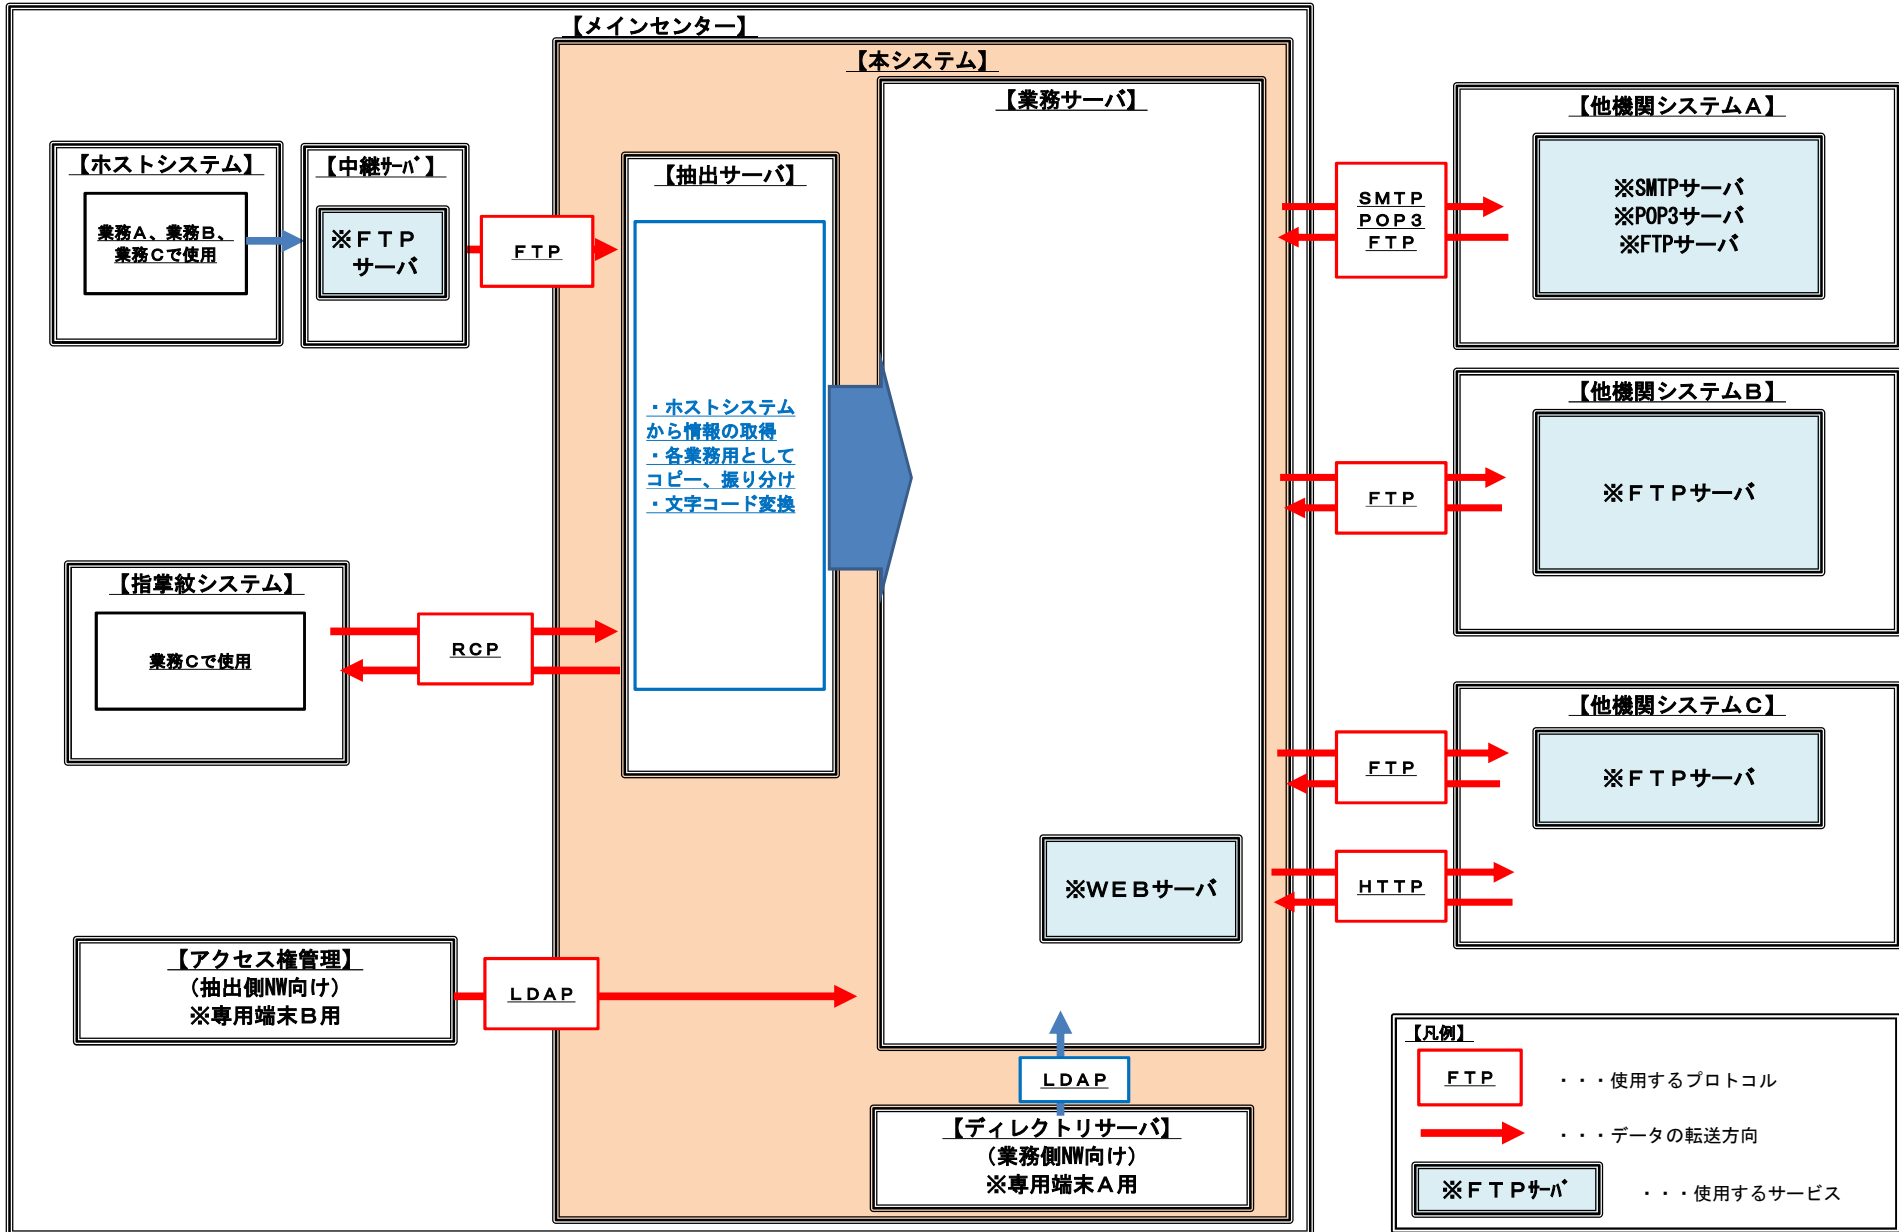 【メインセンター】
【本システム】
【業務サーバ】
【ホストシステム】
業務Ａ、業務Ｂ、
業務Ｃで使用
【中継ｻｰﾊﾞ】
※ＦＴＰ
サーバ
ＦＴＰ
【抽出サーバ】
・ホストシステム
から情報の取得
・各業務用として
コピー、振り分け
・文字コード変換
【指掌紋システム】
業務Ｃで使用
ＲＣＰ
【アクセス権管理】
（抽出側NW向け）
※専用端末Ｂ用
ＬＤＡＰ
※ＷＥＢサーバ
ＬＤＡＰ
【ディレクトリサーバ】
（業務側NW向け）
※専用端末Ａ用
ＳＭＴＰ
ＰＯＰ３
ＦＴＰ
【他機関システムＡ】
※SMTPサーバ
※POP3サーバ
※FTPサーバ
ＦＴＰ
【他機関システムＢ】
※ＦＴＰサーバ
ＦＴＰ
【他機関システムＣ】
※ＦＴＰサーバ
ＨＴＴＰ
【凡例】
ＦＴＰ
・・・使用するプロトコル
・・・データの転送方向
※ＦＴＰｻｰﾊﾞ
・・・使用するサービス